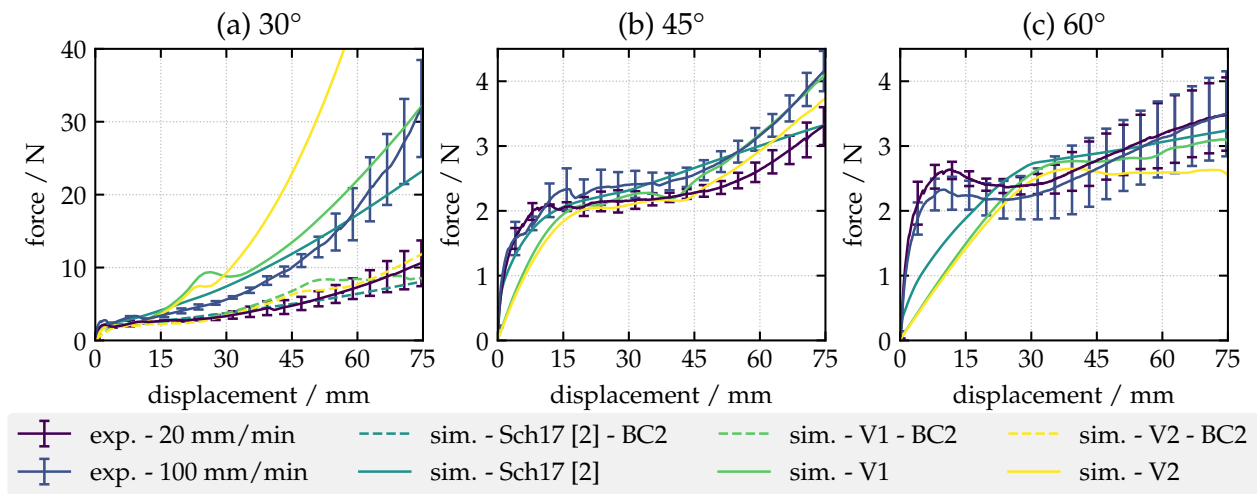 (a) 30° (b) 45° (c) 60°
40 4 4
30 3 3
20 2 2
10 1 1
0 0 0
force / N force / N force / N
0 15 30 45 60 75 0 15 30 45 60 75 0 15 30 45 60 75
displacement / mm displacement / mm displacement / mm
exp. - 20 mm/min sim. - Sch17 [2] - BC2 sim. - V1 - BC2 sim. - V2 - BC2
exp. - 100 mm/min sim. - Sch17 [2] sim. - V1 sim. - V2